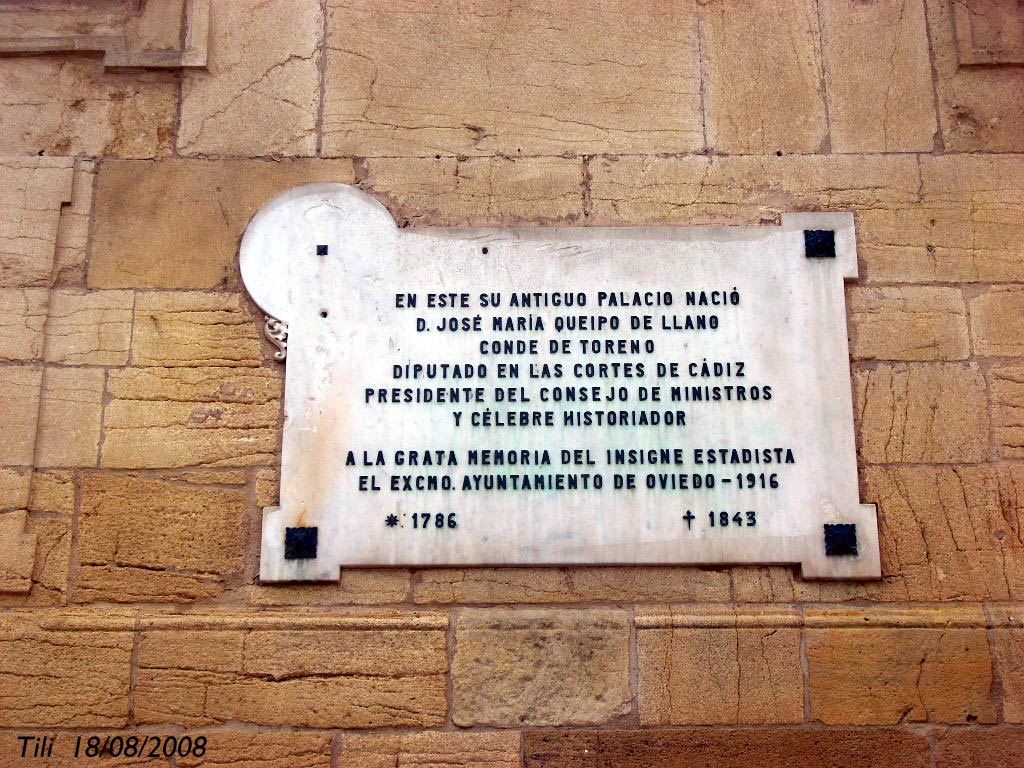 EN ESTE SU ANTIGUO PALACIO NACIÓ
D. JOSÉ MARÍA QUEIPO DE LLANO
CONDE DE TORENO
DIPUTADO EN LAS CORTES DE CÁDIZ
PRESIDENTE DEL CONSEJO DE MINISTROS
Y CÉLEBRE HISTORIADOR
A LA GRATA MEMORIA DEL INSIGNE ESTADISTA
EL EXCMO. AYUNTAMIENTO DE OVIEDO - 1916
* 1786 † 1843
Tilí 18/08/2008